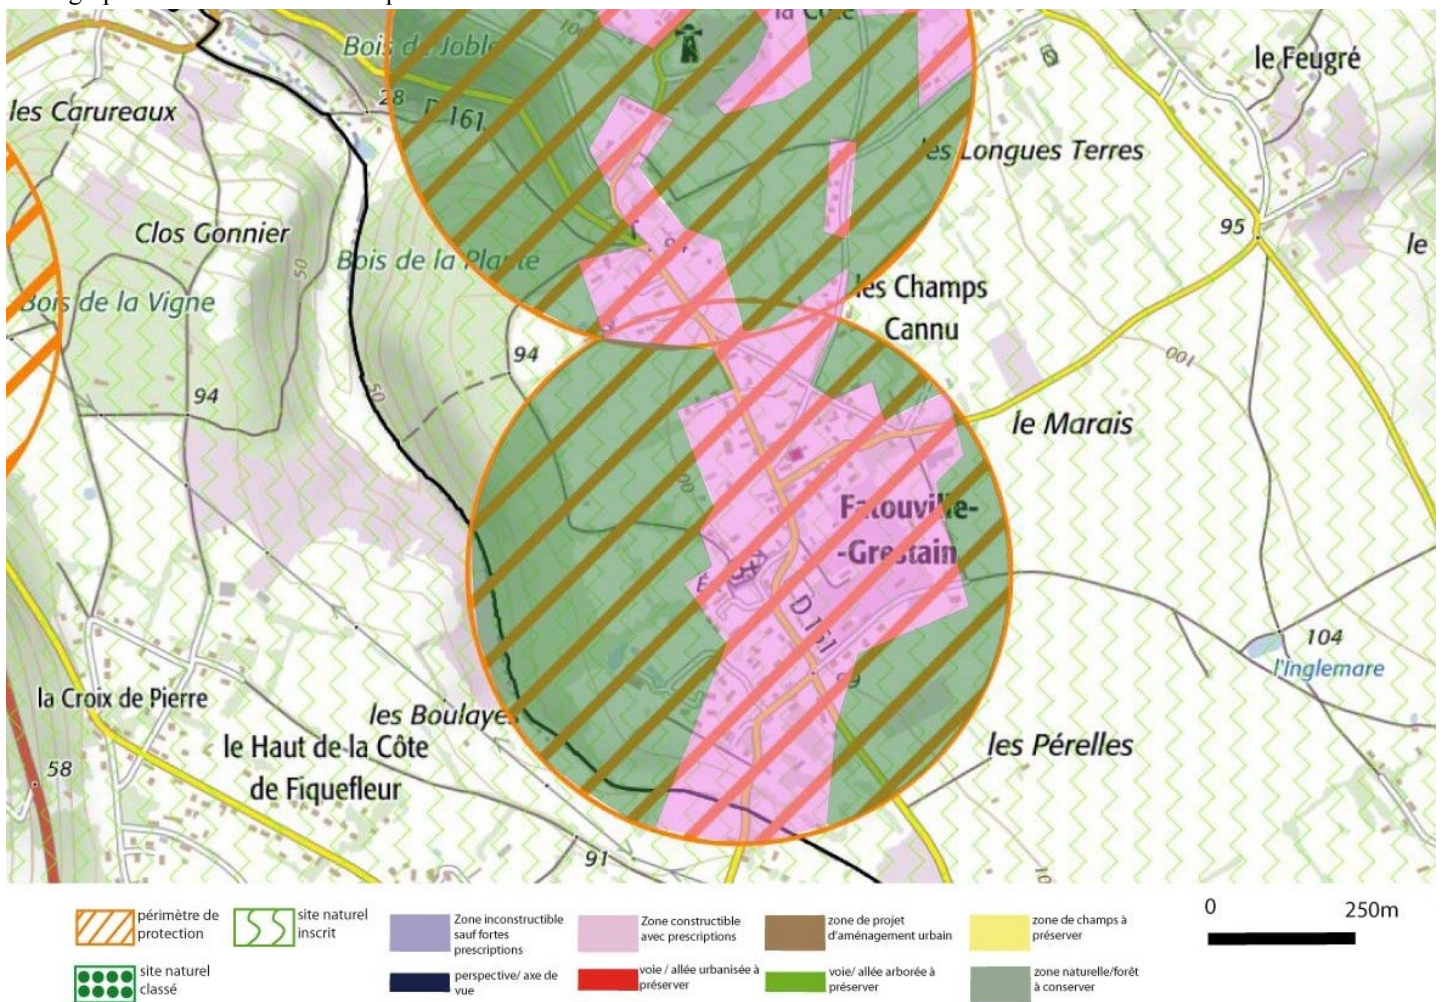 la Côte
Bois de Joble
le Feugré
28
D 161
les Carureaux
les Longues Terres
95
le
Clos Gonnier
Bois de la Plante
50
Bois de la Vigne
les Champs
Cannu
94
100
50
94
le Marais
Fatouville-
-Grestain
D 161
104
l'Inglemare
99
la Croix de Pierre
les Boulayes
le Haut de la Côte
de Fiquefleur
les Pérelles
58
91
périmètre de
protection
site naturel
inscrit
Zone inconstructible
sauf fortes
prescriptions
Zone constructible
avec prescriptions
zone de projet
d'aménagement urbain
zone de champs à
préserver
0
250m
site naturel
classé
perspective/ axe de
vue
voie / allée urbanisée à
préserver
voie/ allée arborée à
préserver
zone naturelle/forêt
à conserver